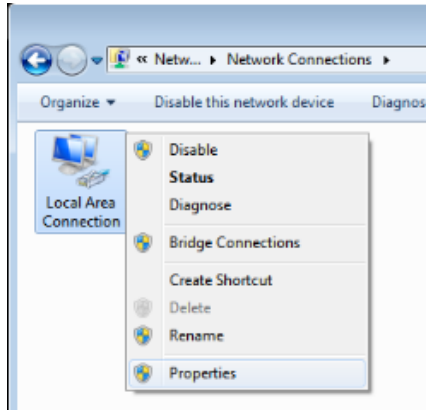 « Netw... ▸ Network Connections ▸
Organize ▾ Disable this network device Diagnos
Local Area
Connection
Disable
Status
Diagnose
Bridge Connections
Create Shortcut
Delete
Rename
Properties